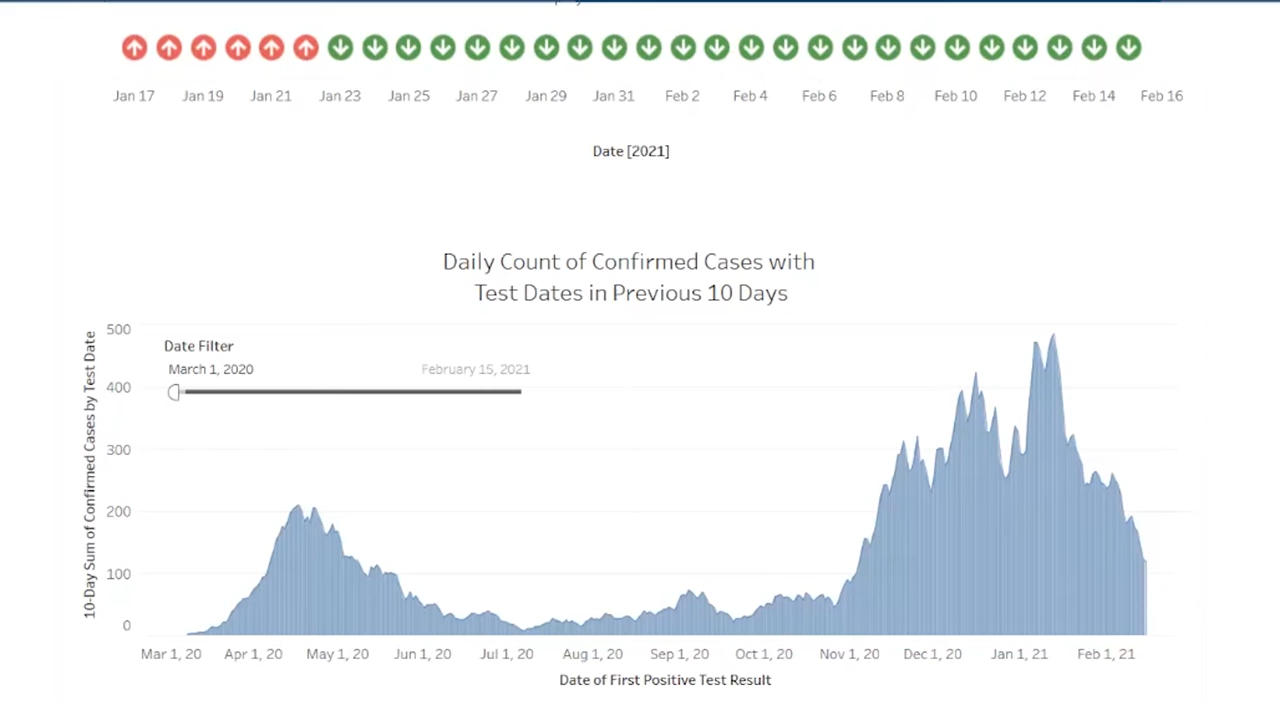 Jan 17 Jan 19 Jan 21 Jan 23 Jan 25 Jan 27 Jan 29 Jan 31 Feb 2 Feb 4 Feb 6 Feb 8 Feb 10 Feb 12 Feb 14 Feb 16
Date [2021]
Daily Count of Confirmed Cases with
Test Dates in Previous 10 Days
10-Day Sum of Confirmed Cases by Test Date
500
400
300
200
100
0
Date Filter
March 1, 2020 February 15, 2021
Mar 1, 20 Apr 1, 20 May 1, 20 Jun 1, 20 Jul 1, 20 Aug 1, 20 Sep 1, 20 Oct 1, 20 Nov 1, 20 Dec 1, 20 Jan 1, 21 Feb 1, 21
Date of First Positive Test Result